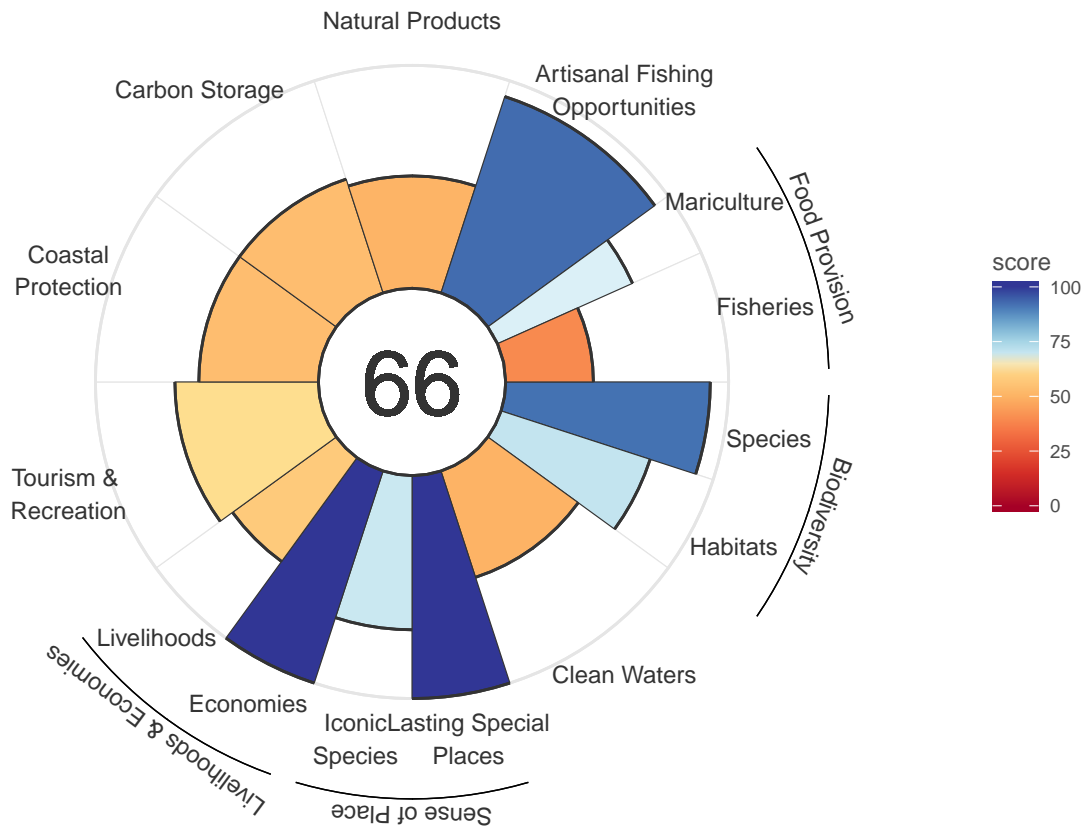 Natural Products
Carbon Storage
Artisanal Fishing
Opportunities
Mariculture
Food Provision
Fisheries
Coastal
Protection
score
100
75
50
25
0
66
Species
Biodiversity
Habitats
Tourism &
Recreation
Livelihoods
Livelihoods & Economies
Economies
Clean Waters
Iconic
Species
Lasting Special
Places
Sense of Place